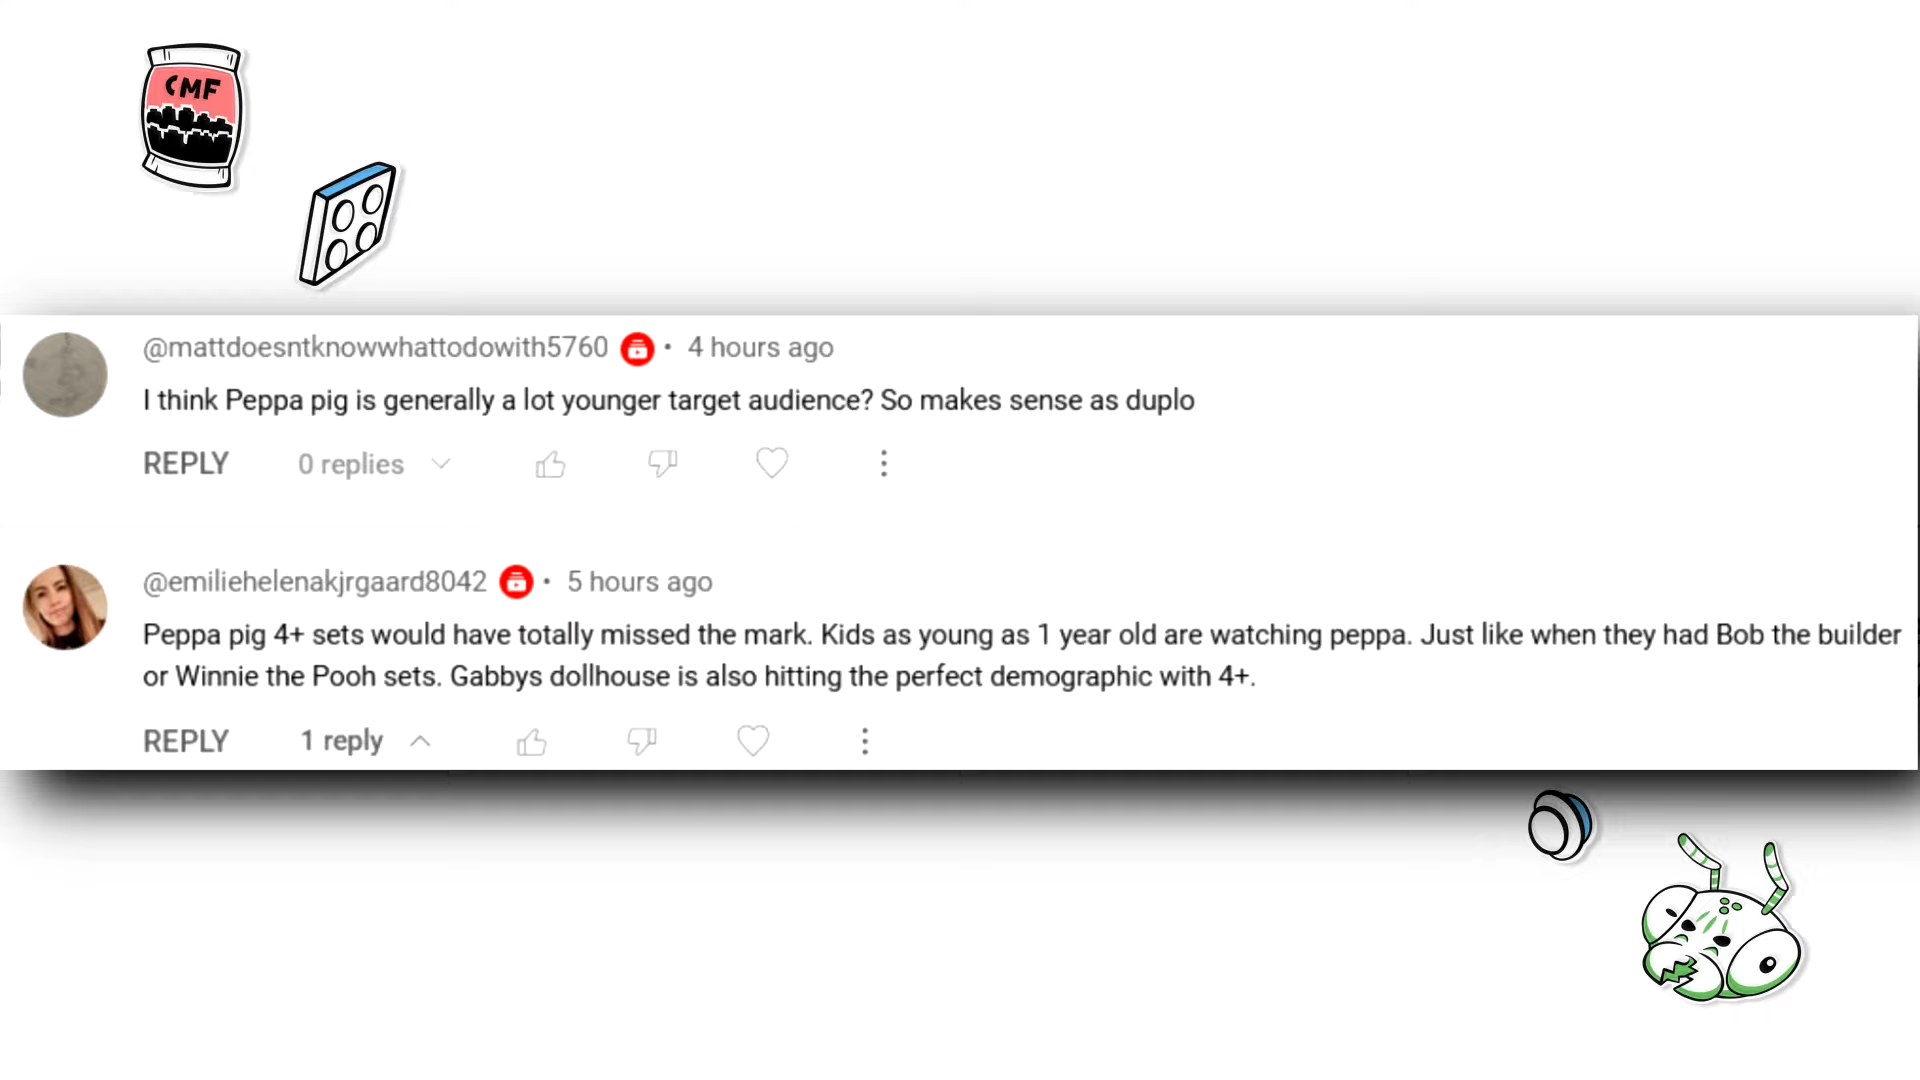 CMF
@mattdoesntknowwhattodowith5760 • 4 hours ago
I think Peppa pig is generally a lot younger target audience? So makes sense as duplo
REPLY 0 replies
@emiliehelenakjrgaard8042 • 5 hours ago
Peppa pig 4+ sets would have totally missed the mark. Kids as young as 1 year old are watching peppa. Just like when they had Bob the builder
or Winnie the Pooh sets. Gabbys dollhouse is also hitting the perfect demographic with 4+.
REPLY 1 reply